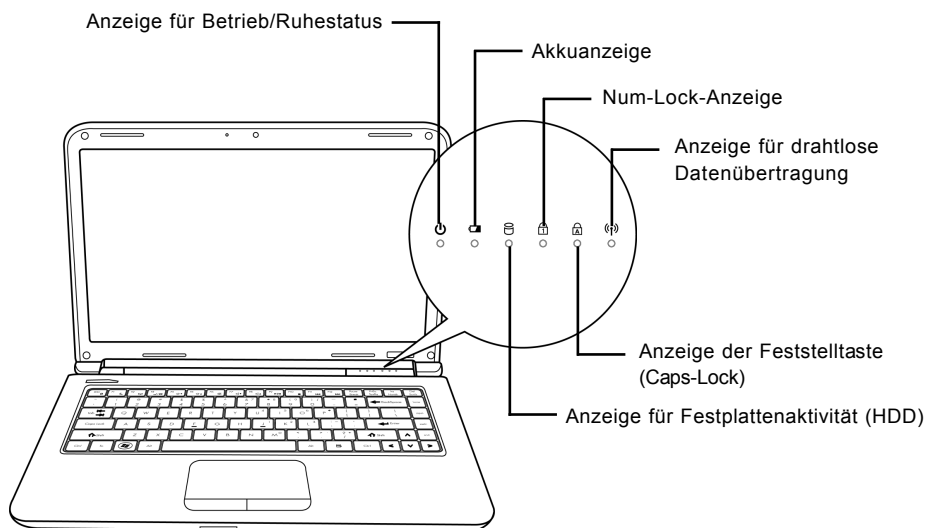 Anzeige für Betrieb/Ruhestatus
Akkuanzeige
Num-Lock-Anzeige
Anzeige für drahtlose
Datenübertragung
Anzeige der Feststelltaste
(Caps-Lock)
Anzeige für Festplattenaktivität (HDD)